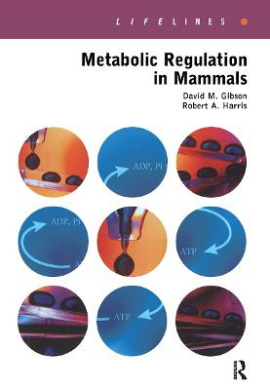 LIFELINES
Metabolic Regulation
in Mammals
David M. Gibson
Robert A. Harris
ADP, Pi
ADP, Pi
A
ATP
ATP
R